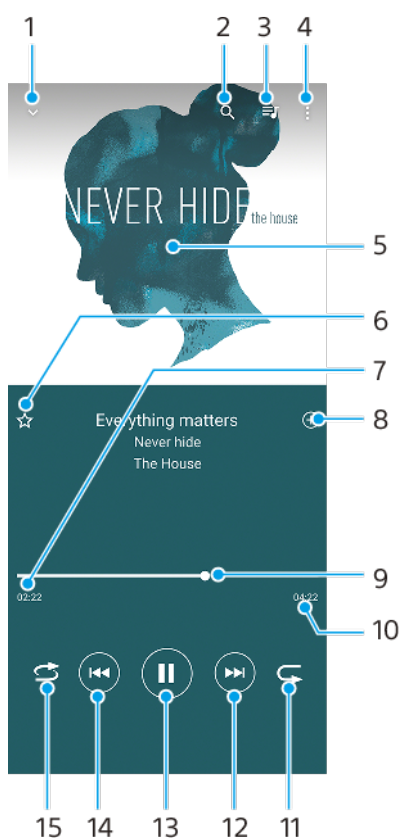 1 2 3 4
NEVER HIDE the house
5
6
7
Everything matters
8
Never hide
The House
9
02:22 04:22
10
15 14 13 12 11